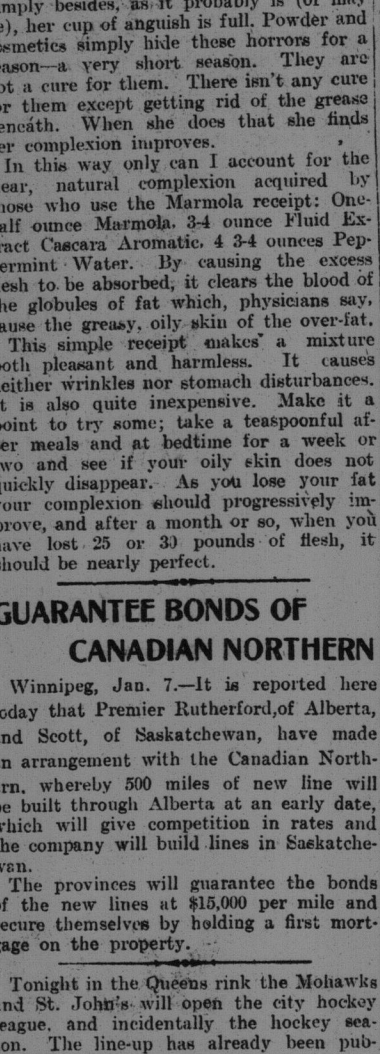 mply besides, as it probably is (or may
e), her cup of anguish is full. Powder and
osmetics simply hide these horrors for a
eason—a very short season. They are
ot a cure for them. There isn't any cure
or them except getting rid of the grease
eneath. When she does that she finds
er complexion improves.
In this way only can I account for the
ear, natural complexion acquired by
hose who use the Marmola receipt: One-
alf ounce Marmola, 3-4 ounce Fluid Ex-
ract Cascara Aromatic, 4 3-4 ounces Pep-
ermint Water. By causing the excess
lesh to be absorbed, it clears the blood of
he globules of fat which, physicians say,
ause the greasy, oily skin of the over-fat.
This simple receipt makes a mixture
oth pleasant and harmless. It causes
either wrinkles nor stomach disturbances.
t is also quite inexpensive. Make it a
oint to try some; take a teaspoonful af-
er meals and at bedtime for a week or
wo and see if your oily skin does not
uickly disappear. As you lose your fat
our complexion should progressively im-
prove, and after a month or so, when you
ave lost 25 or 30 pounds of flesh, it
hould be nearly perfect.
GUARANTEE BONDS OF
CANADIAN NORTHERN
Winnipeg, Jan. 7.—It is reported here
oday that Premier Rutherford, of Alberta,
nd Scott, of Saskatchewan, have made
n arrangement with the Canadian North-
rn, whereby 500 miles of new line will
be built through Alberta at an early date,
which will give competition in rates and
he company will build lines in Saskatche-
wan.
The provinces will guarantee the bonds
of the new lines at $15,000 per mile and
ecure themselves by holding a first mort-
gage on the property.
Tonight in the Queens rink the Mohawks
nd St. John's will open the city hockey
eague, and incidentally the hockey sea-
on. The line-up has already been pub-